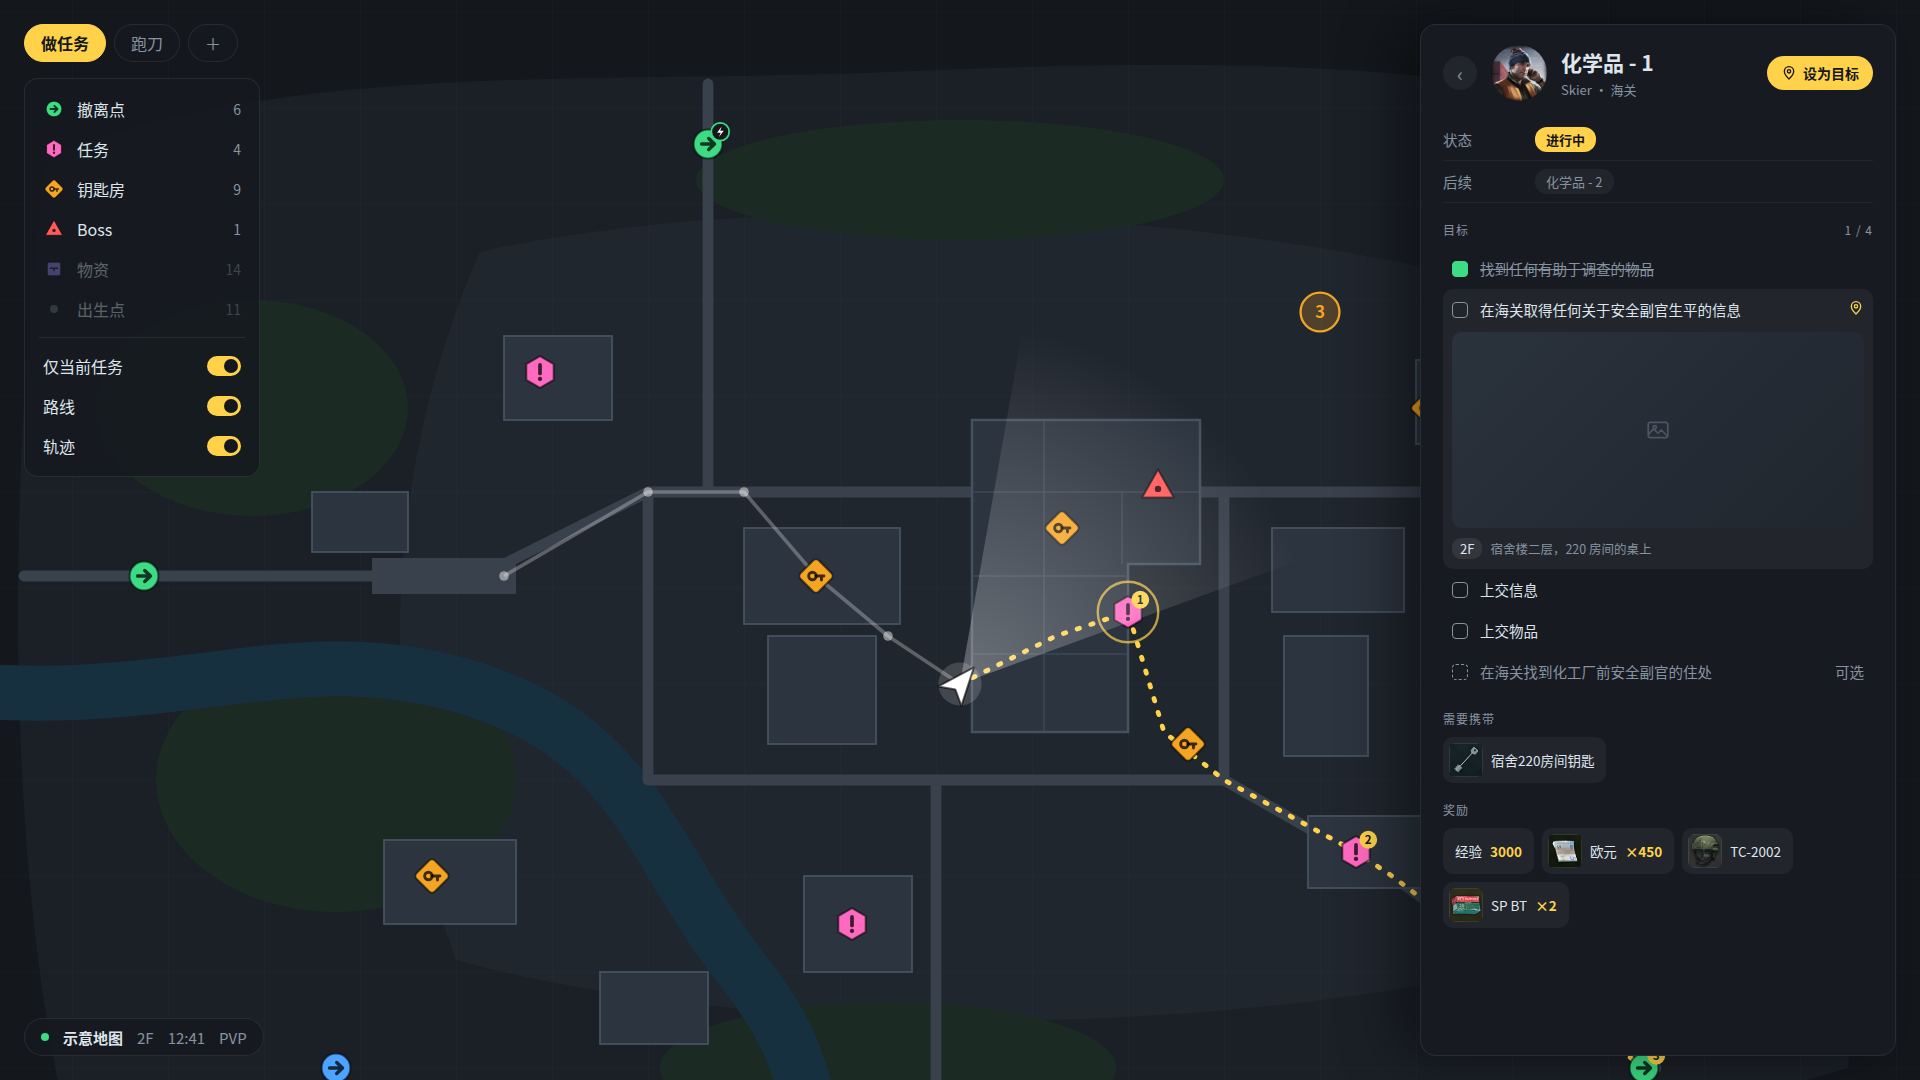 做任务
跑刀
撤离点 6
任务 4
钥匙房 9
Boss 1
物资 14
出生点 11
仅当前任务
路线
轨迹
3
1
2
示意地图 2F 12:41 PVP
化学品 - 1
Skier • 海关
设为目标
状态 进行中
后续 化学品 - 2
目标 1 / 4
找到任何有助于调查的物品
在海关取得任何关于安全副官生平的信息
2F 宿舍楼二层，220 房间的桌上
上交信息
上交物品
在海关找到化工厂前安全副官的住处 可选
需要携带
宿舍220房间钥匙
奖励
经验 3000 欧元 ×450 TC-2002
SP BT ×2